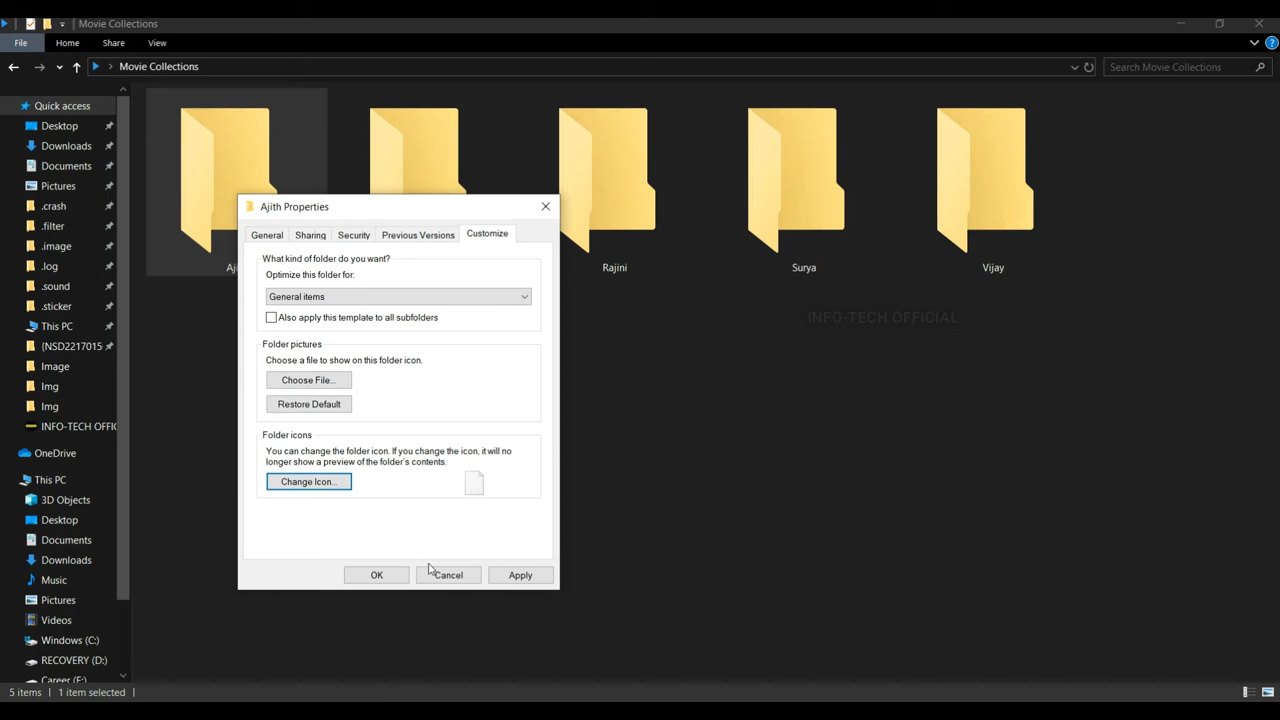 Movie Collections
File Home Share View
Movie Collections
Search Movie Collections
Quick access
Desktop
Downloads
Documents
Pictures
.crash
.filter
.image
.log
.sound
.sticker
This PC
{NSD2217015
Image
Img
Img
INFO-TECH OFFIC
OneDrive
This PC
3D Objects
Desktop
Documents
Downloads
Music
Pictures
Videos
Windows (C:)
RECOVERY (D:)
Career (E:)
Aji
Rajini
Surya
Vijay
INFO-TECH OFFICIAL
Ajith Properties
General Sharing Security Previous Versions Customize
What kind of folder do you want?
Optimize this folder for:
General items
Also apply this template to all subfolders
Folder pictures
Choose a file to show on this folder icon.
Choose File...
Restore Default
Folder icons
You can change the folder icon. If you change the icon, it will no
longer show a preview of the folder's contents.
Change Icon...
OK Cancel Apply
5 items 1 item selected